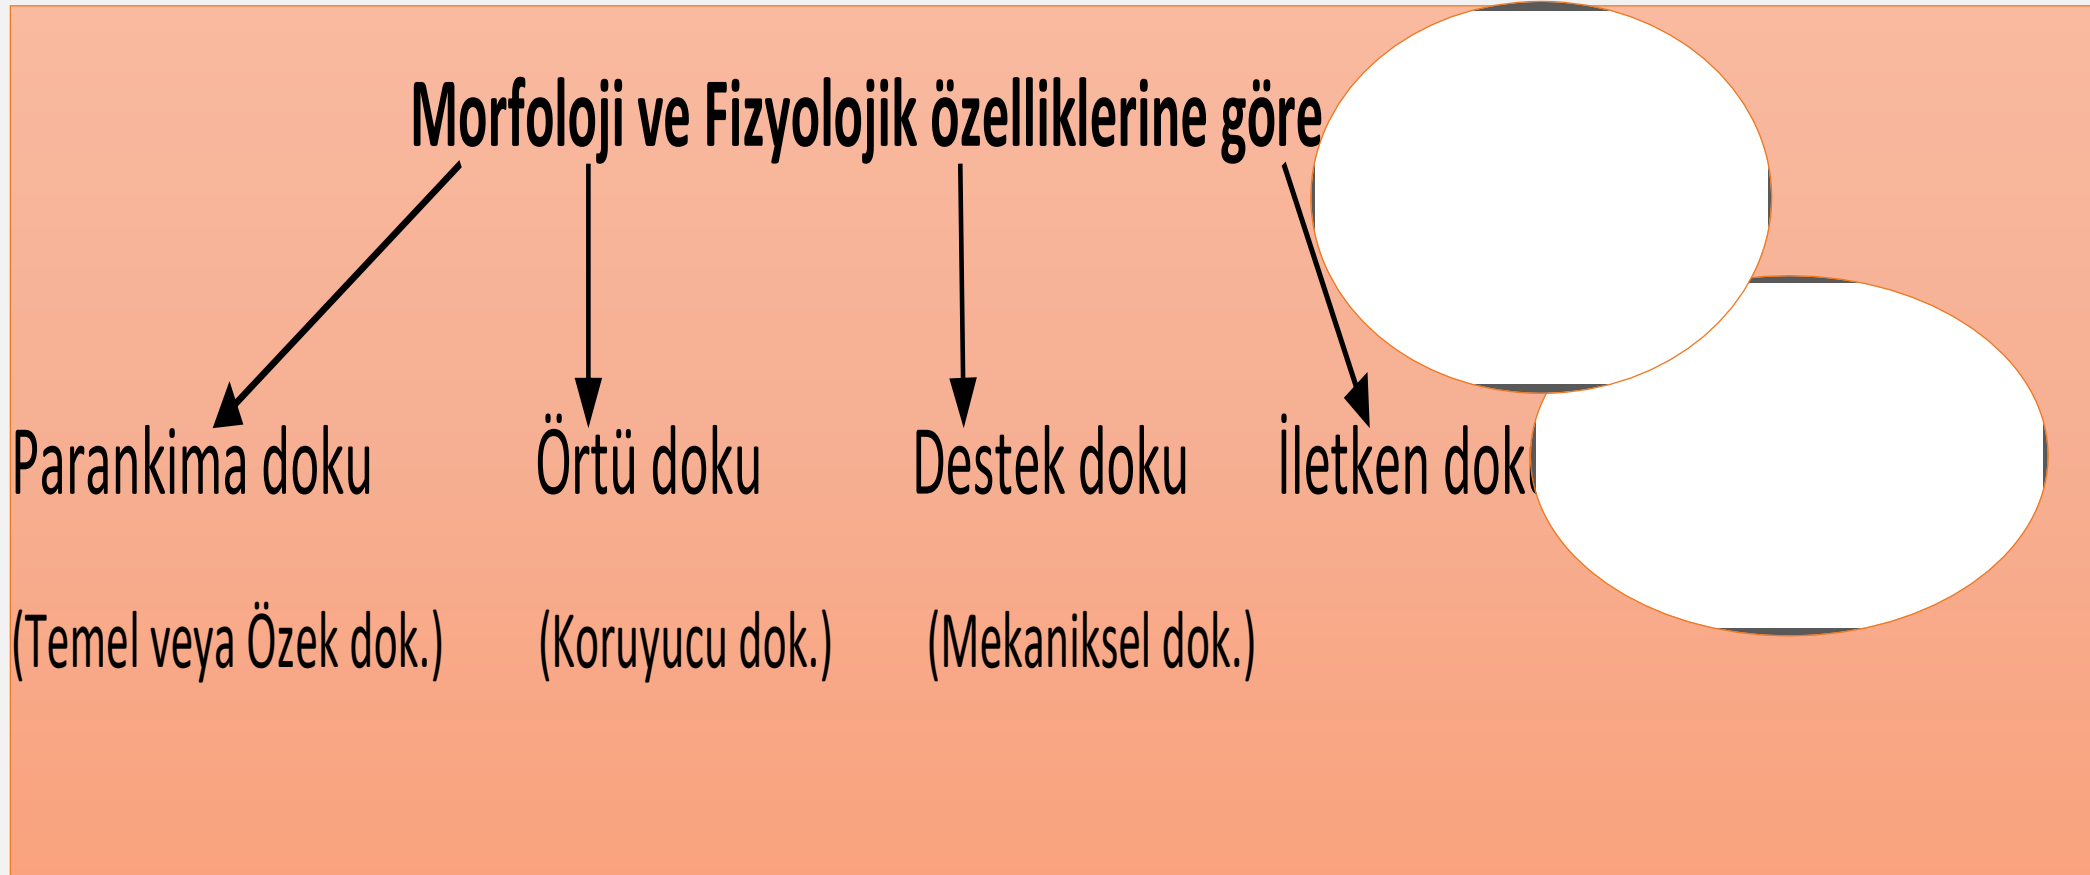 Morfoloji ve Fizyolojik özelliklerine göre
Parankima doku Örtü doku Destek doku İletken
(Temel veya Özek dok.) (Koruyucu dok.) (Mekaniksel dok.)